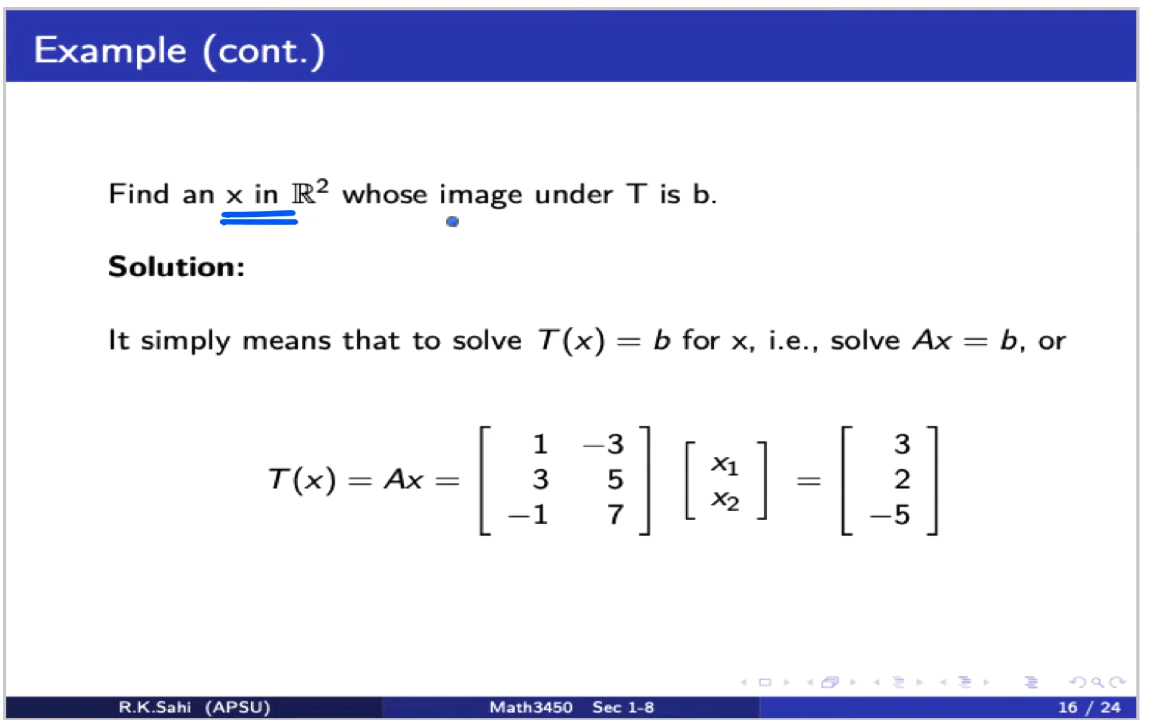 Example (cont.)
Find an x in ℝ² whose image under T is b.
Solution:
It simply means that to solve T(x) = b for x, i.e., solve Ax = b, or
T(x) = Ax = [ 1 −3 ; 3 5 ; −1 7 ] [ x₁ ; x₂ ] = [ 3 ; 2 ; −5 ]
R.K.Sahi (APSU) Math3450 Sec 1-8 16 / 24